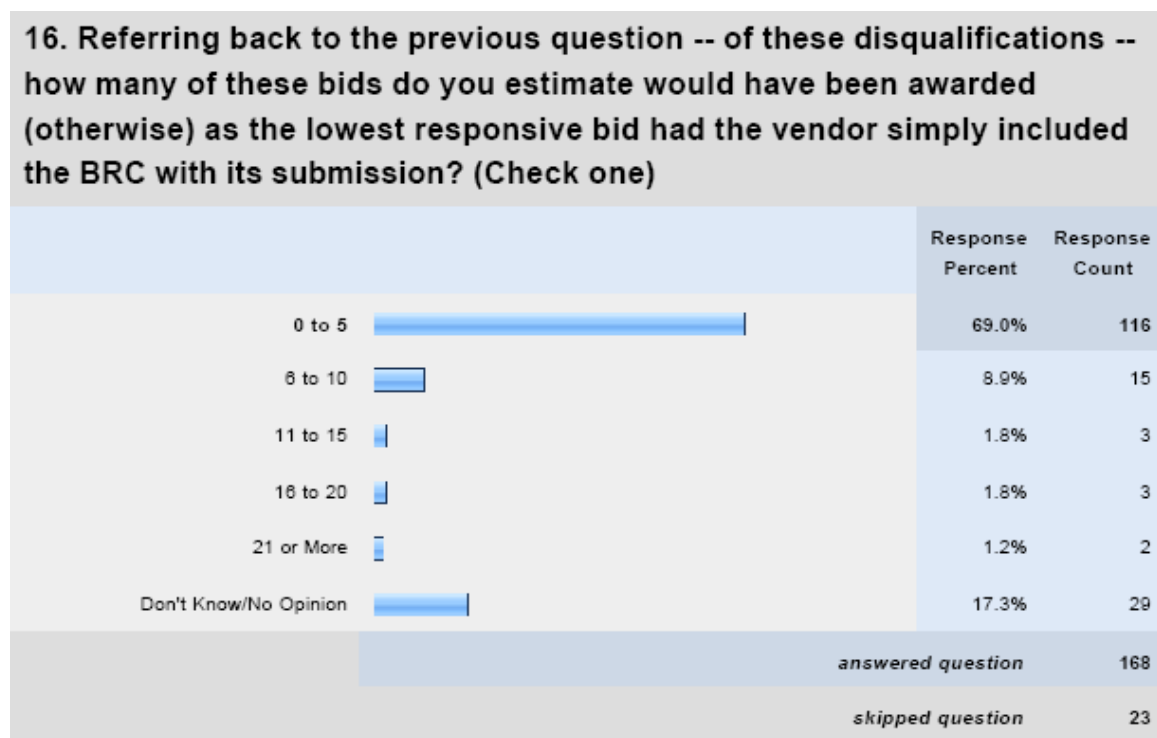 16. Referring back to the previous question -- of these disqualifications --
how many of these bids do you estimate would have been awarded
(otherwise) as the lowest responsive bid had the vendor simply included
the BRC with its submission? (Check one)
Response Percent Response Count
0 to 5 69.0% 116
6 to 10 8.9% 15
11 to 15 1.8% 3
16 to 20 1.8% 3
21 or More 1.2% 2
Don't Know/No Opinion 17.3% 29
answered question 168
skipped question 23